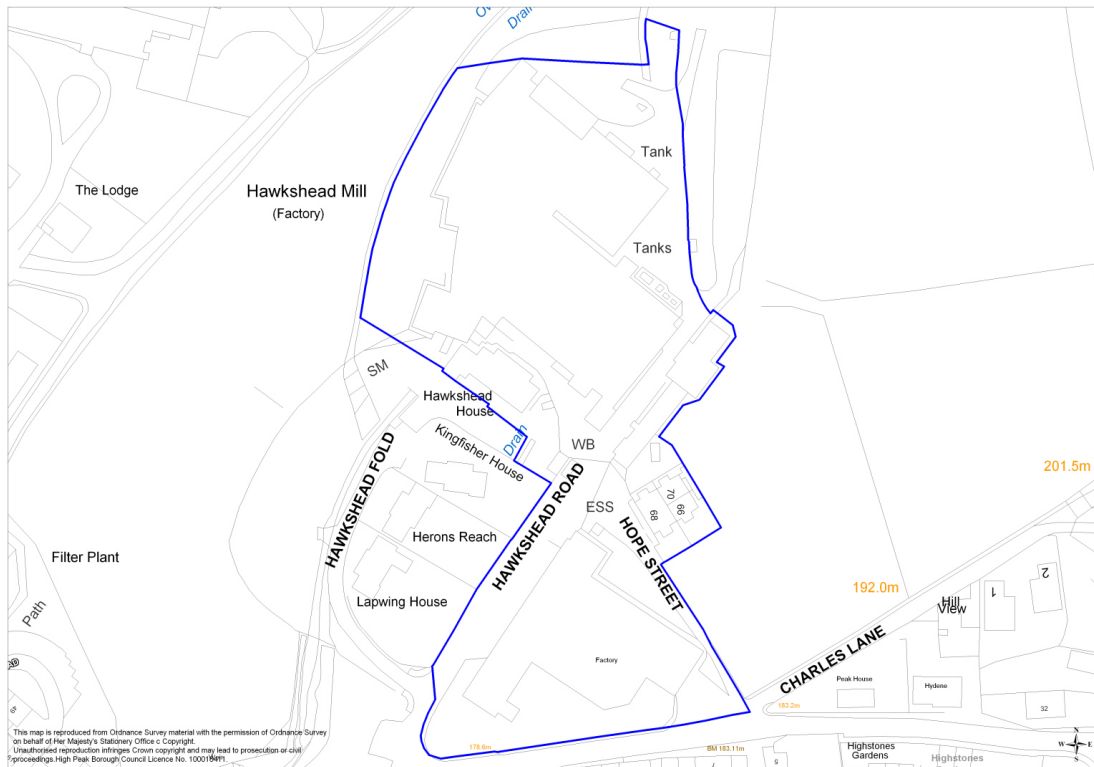 Drain
Tank
The Lodge
Hawkshead Mill
(Factory)
Tanks
SM
Hawkshead
House
Drain
Kingfisher House
WB
HAWKSHEAD FOLD
HAWKSHEAD ROAD
201.5m
70
66
68
ESS
HOPE STREET
Herons Reach
Filter Plant
192.0m
Lapwing House
Path
1
2
Hill
View
CHARLES LANE
Factory
Peak House
Hydene
183.2m
32
49
This map is reproduced from Ordnance Survey material with the permission of Ordnance Survey
on behalf of Her Majesty's Stationery Office c Copyright.
Unauthorised reproduction infringes Crown copyright and may lead to prosecution or civil
proceedings.High Peak Borough Council Licence No.
178.6m
BM 183.11m
Highstones
Gardens
Highstones
7
5
N
W
E
S